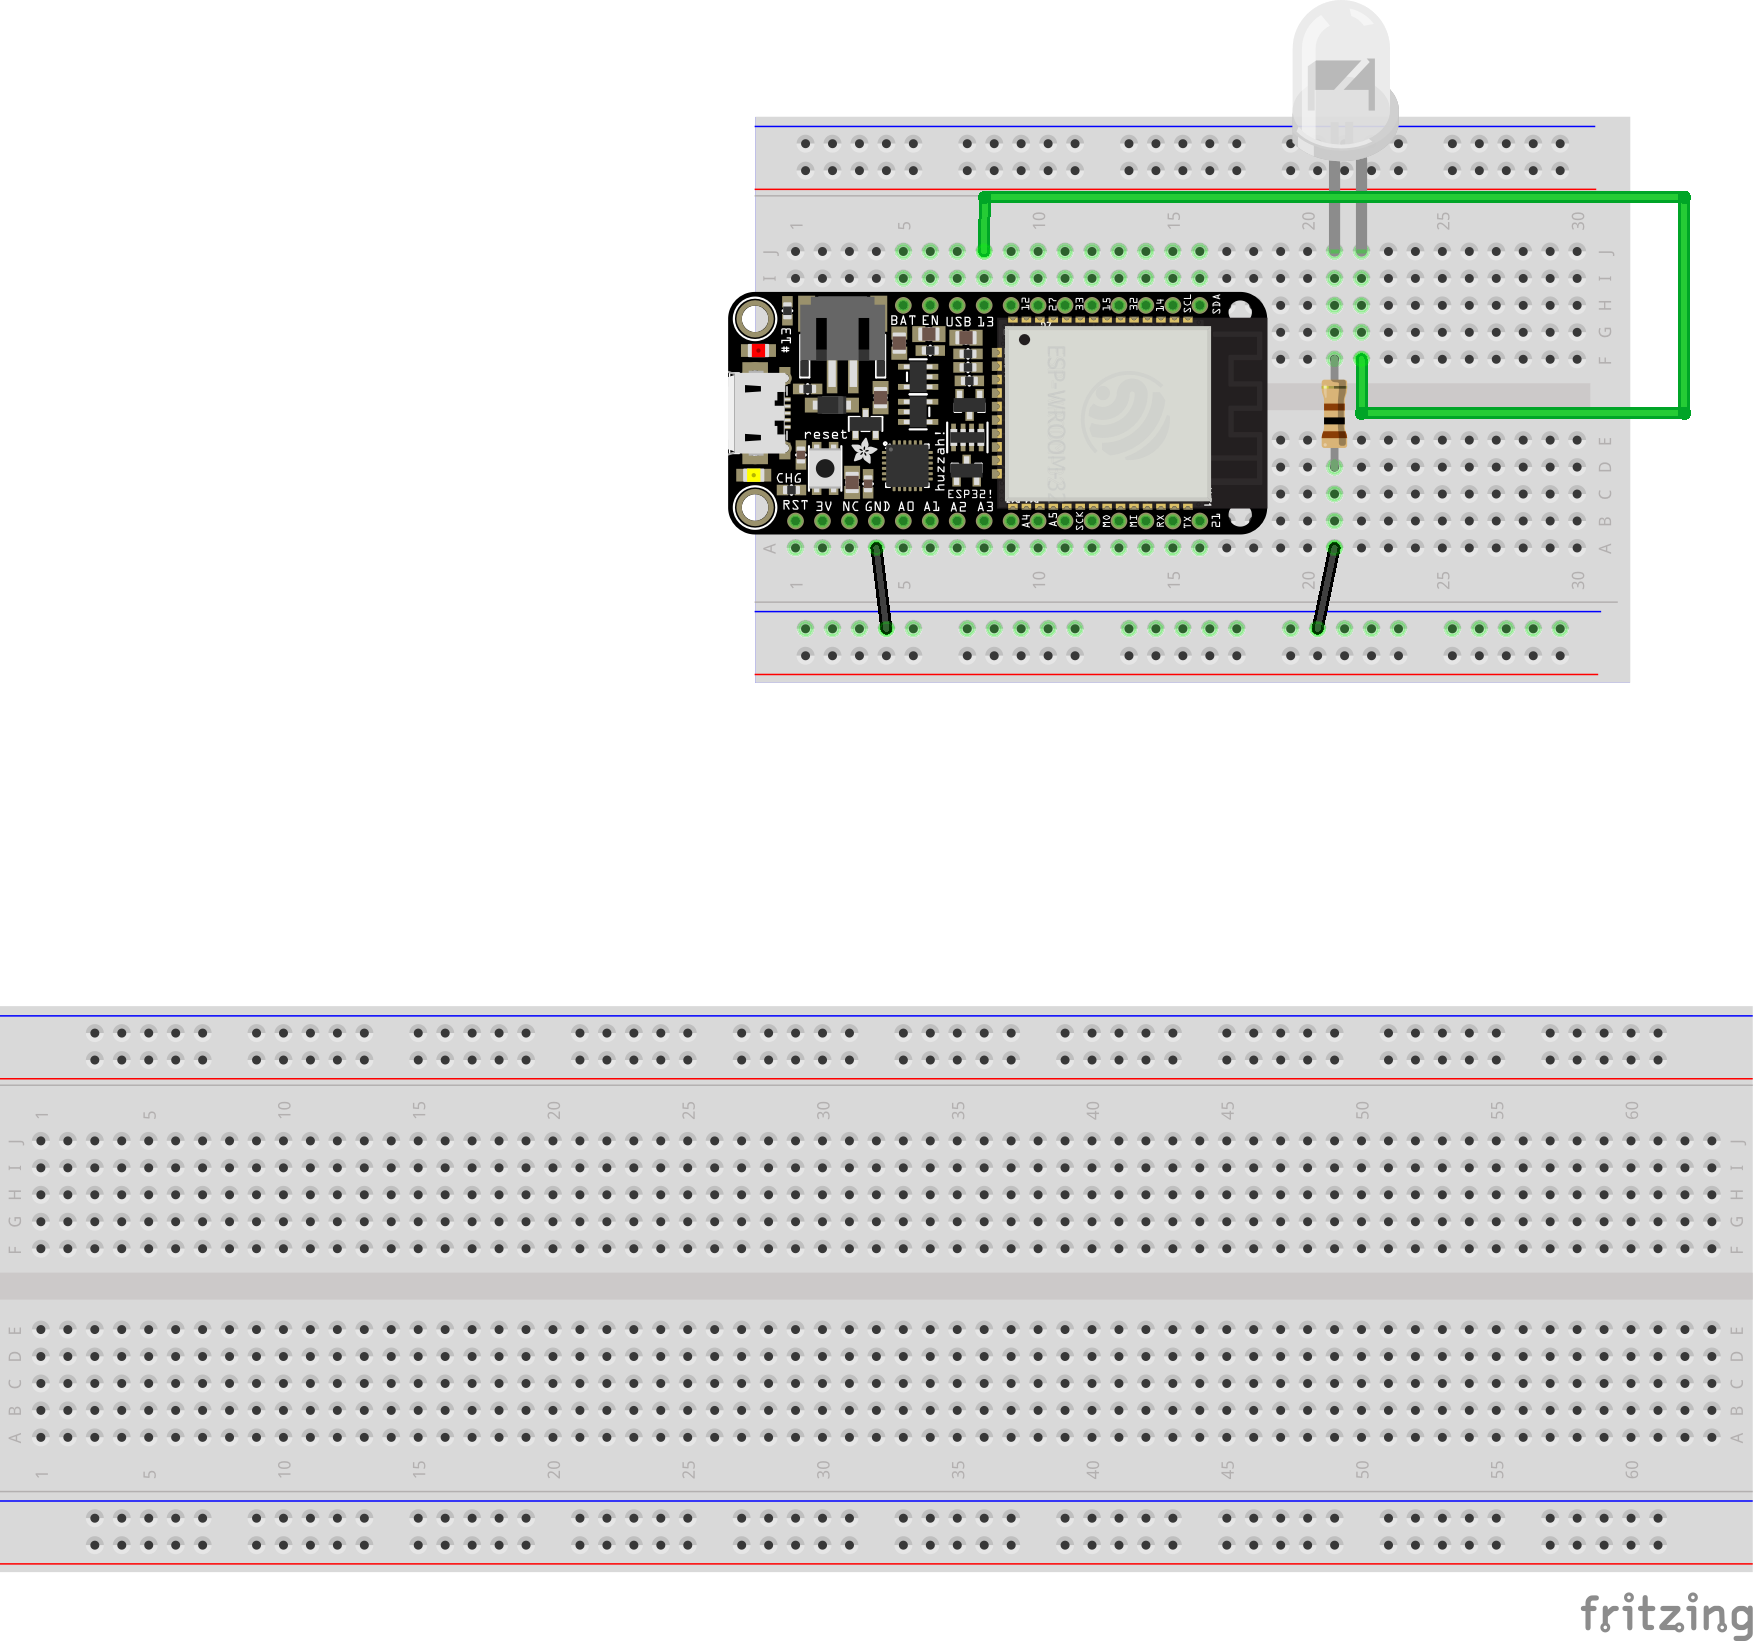 1 5 10 15 20 25 30
J J
I I
H H
G G
F F
#13
BAT EN USB 13 12 27 33 15 32 14 SCL SDA
ESP-WROOM-32
reset
huzzah!
CHG
ESP32!
RST 3V NC GND A0 A1 A2 A3 A4 A5 SCK MO MI RX TX 21
E E
D D
C C
B B
A A
1 5 10 15 20 25 30
1 5 10 15 20 25 30 35 40 45 50 55 60
J J
I I
H H
G G
F F
E E
D D
C C
B B
A A
1 5 10 15 20 25 30 35 40 45 50 55 60
fritzing